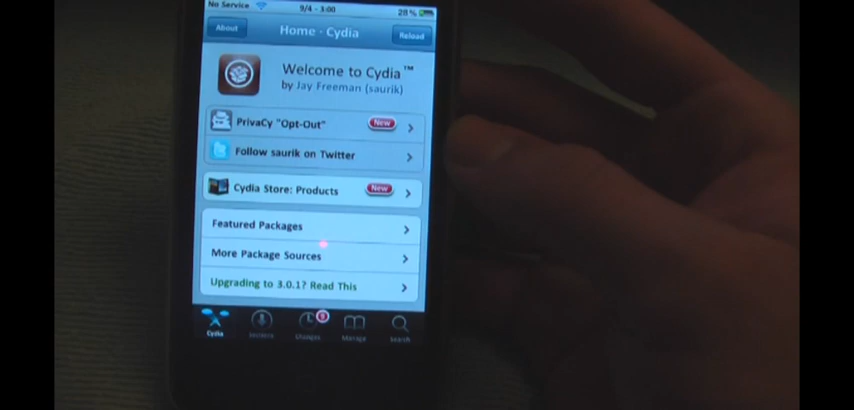 No Service 9/4 - 3:00 28%
About Home · Cydia Reload
Welcome to Cydia™
by Jay Freeman (saurik)
PrivaCy "Opt-Out" New
Follow saurik on Twitter
Cydia Store: Products New
Featured Packages
More Package Sources
Upgrading to 3.0.1? Read This
Cydia Sections Changes Manage Search